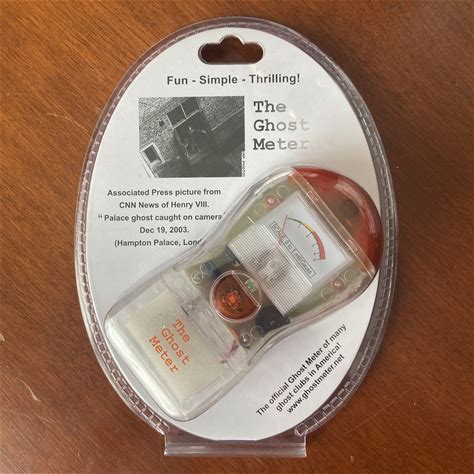 Fun - Simple - Thrilling!
The
Ghost
Meter
Associated Press picture from
CNN News of Henry VIII.
"Palace ghost caught on camera
Dec 19, 2003.
(Hampton Palace, Lon
The
Ghost
Meter
The official Ghost Meter of many
ghost clubs in America!
www.ghostmeter.net